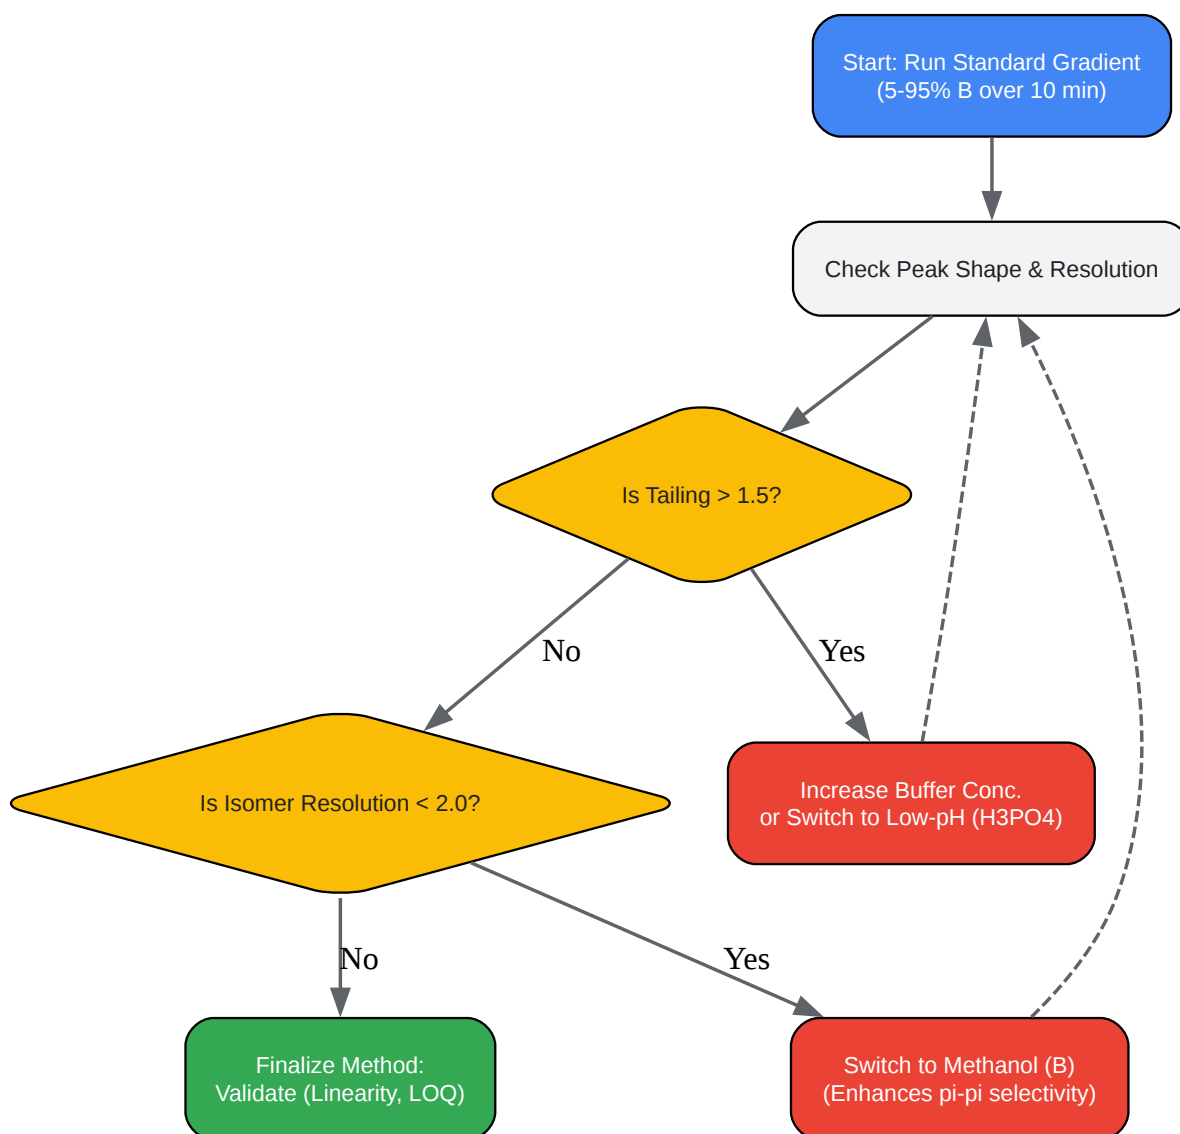 Start: Run Standard Gradient
(5-95% B over 10 min)
Check Peak Shape & Resolution
Is Tailing > 1.5?
No
Yes
Is Isomer Resolution < 2.0?
Increase Buffer Conc.
or Switch to Low-pH (H3PO4)
No
Yes
Finalize Method:
Validate (Linearity, LOQ)
Switch to Methanol (B)
(Enhances pi-pi selectivity)